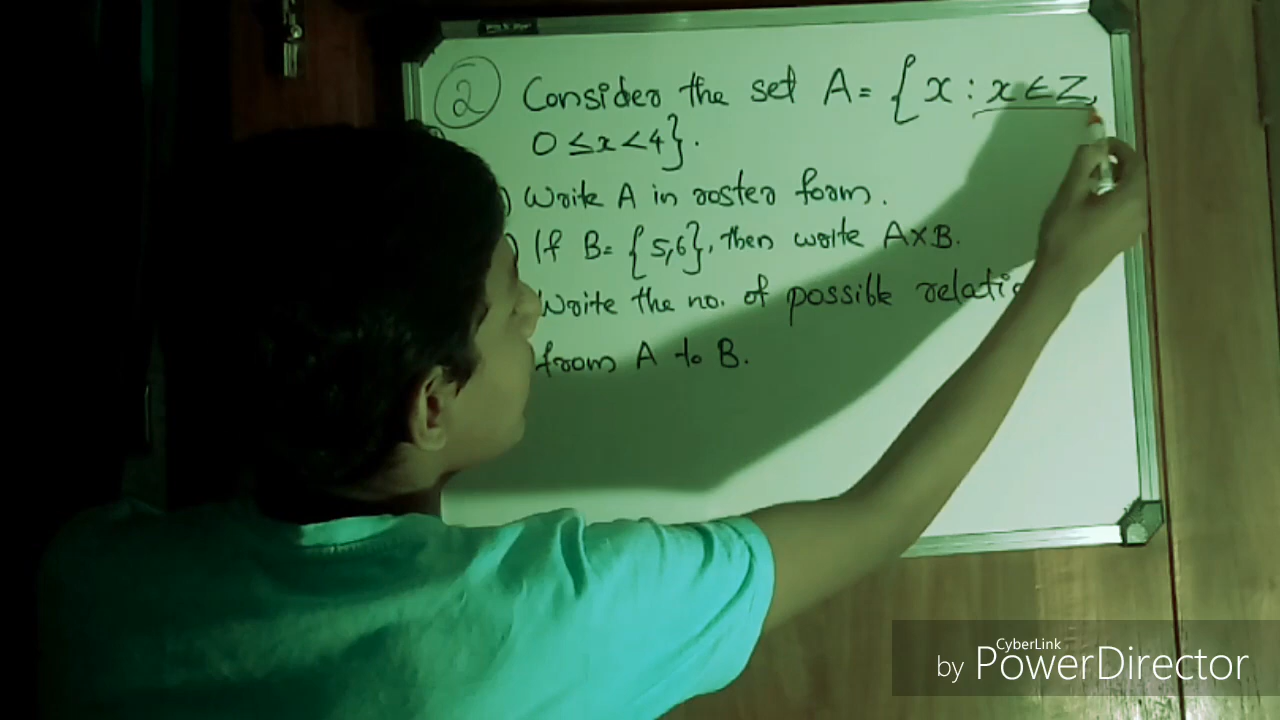 ② Consider the set A = { x : x ∈ Z,
0 ≤ x < 4}.
) Write A in roster form.
) If B = {5,6}, then write A×B.
Write the no. of possible
from A to B.
CyberLink
by PowerDirector